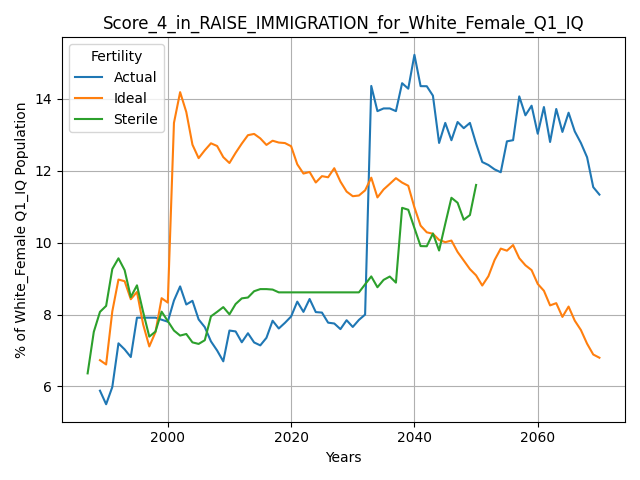 Score_4_in_RAISE_IMMIGRATION_for_White_Female_Q1_IQ
Fertility
Actual
Ideal
Sterile
% of White_Female Q1_IQ Population
14
12
10
8
6
2000
2020
2040
2060
Years